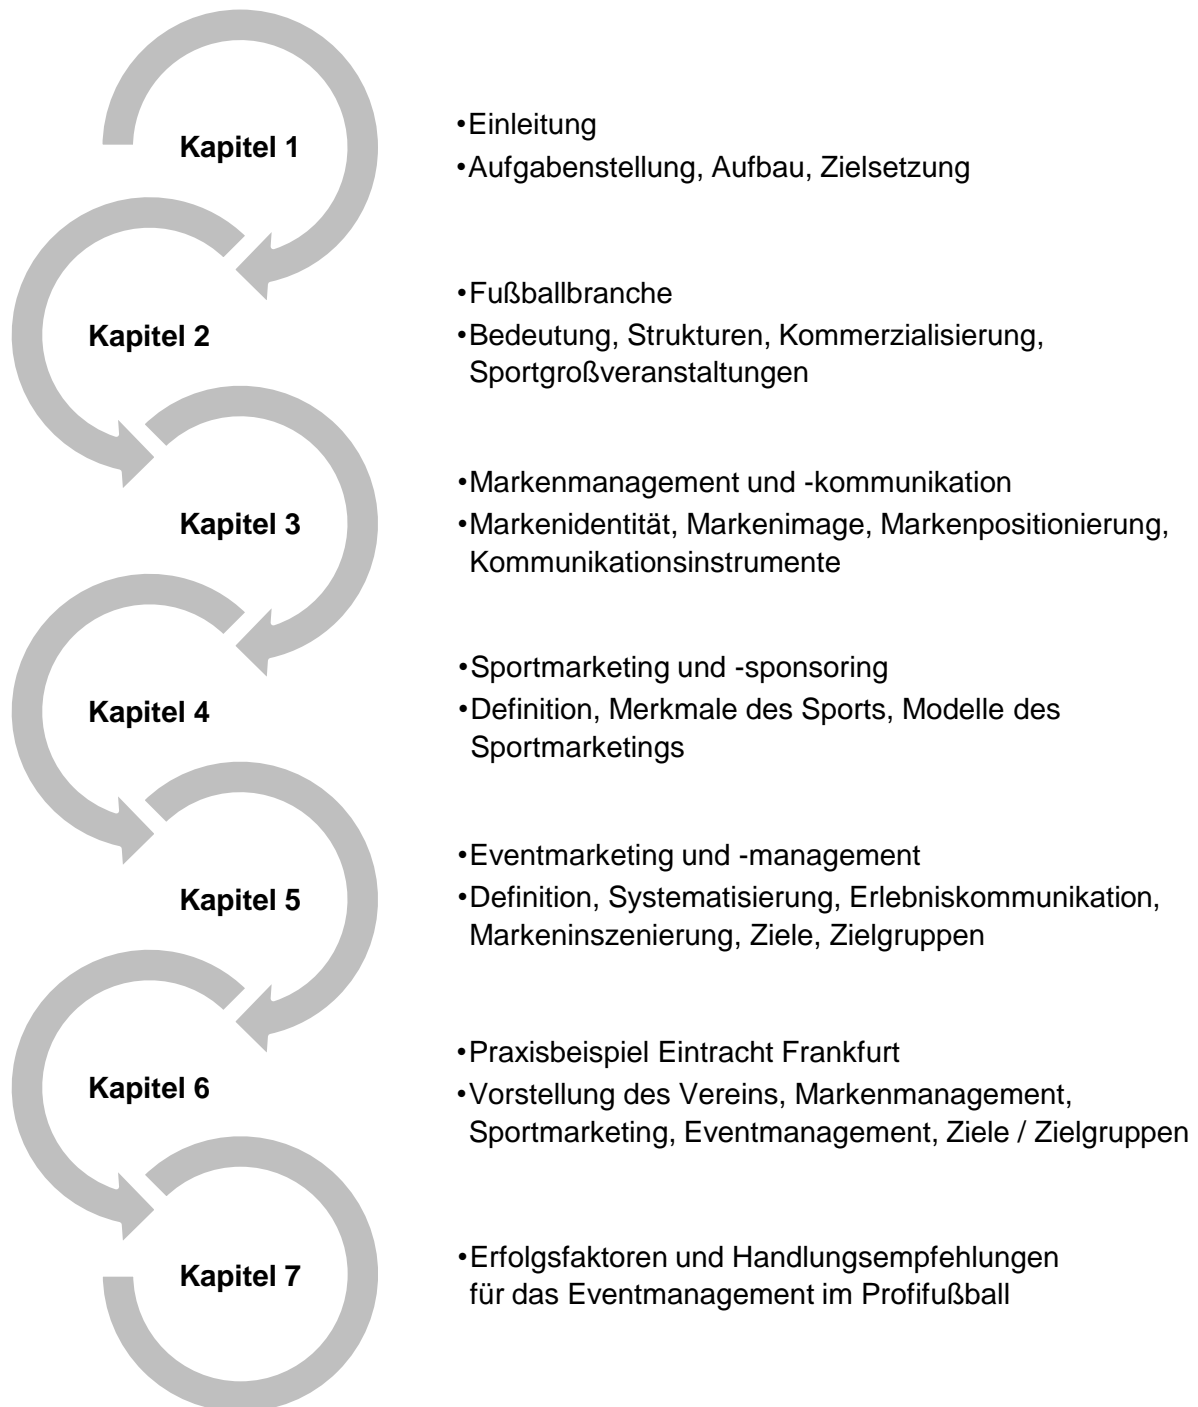 Kapitel 1
•Einleitung
•Aufgabenstellung, Aufbau, Zielsetzung
Kapitel 2
•Fußballbranche
•Bedeutung, Strukturen, Kommerzialisierung,
Sportgroßveranstaltungen
Kapitel 3
•Markenmanagement und -kommunikation
•Markenidentität, Markenimage, Markenpositionierung,
Kommunikationsinstrumente
Kapitel 4
•Sportmarketing und -sponsoring
•Definition, Merkmale des Sports, Modelle des
Sportmarketings
Kapitel 5
•Eventmarketing und -management
•Definition, Systematisierung, Erlebniskommunikation,
Markeninszenierung, Ziele, Zielgruppen
Kapitel 6
•Praxisbeispiel Eintracht Frankfurt
•Vorstellung des Vereins, Markenmanagement,
Sportmarketing, Eventmanagement, Ziele / Zielgruppen
Kapitel 7
•Erfolgsfaktoren und Handlungsempfehlungen
für das Eventmanagement im Profifußball